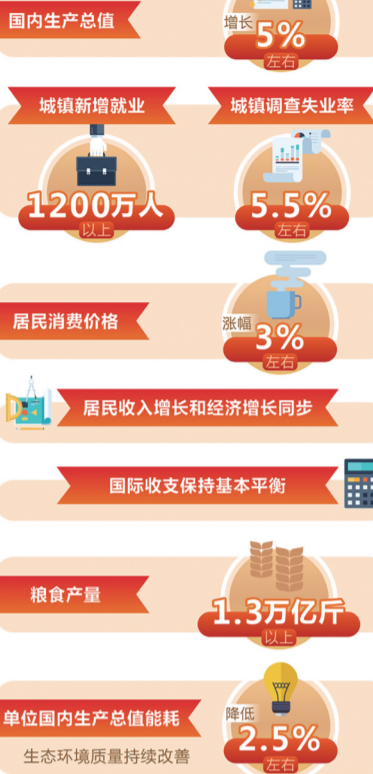 国内生产总值
增长
5%
左右
城镇新增就业
城镇调查失业率
1200万人
以上
5.5%
左右
居民消费价格
涨幅
3%
左右
居民收入增长和经济增长同步
国际收支保持基本平衡
粮食产量
1.3万亿斤
以上
单位国内生产总值能耗
降低
2.5%
左右
生态环境质量持续改善